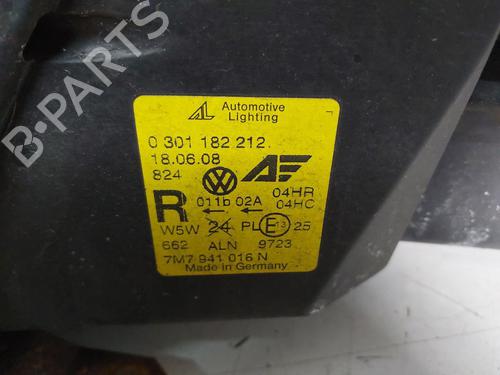 B-PARTS
AL Automotive
Lighting
0 301 182 212.
18.06.08
824
04HR
R 011b 02A 04HC
W5W 24 PL E 13 25
662 ALN 9723
7M7 941 016 N
Made in Germany